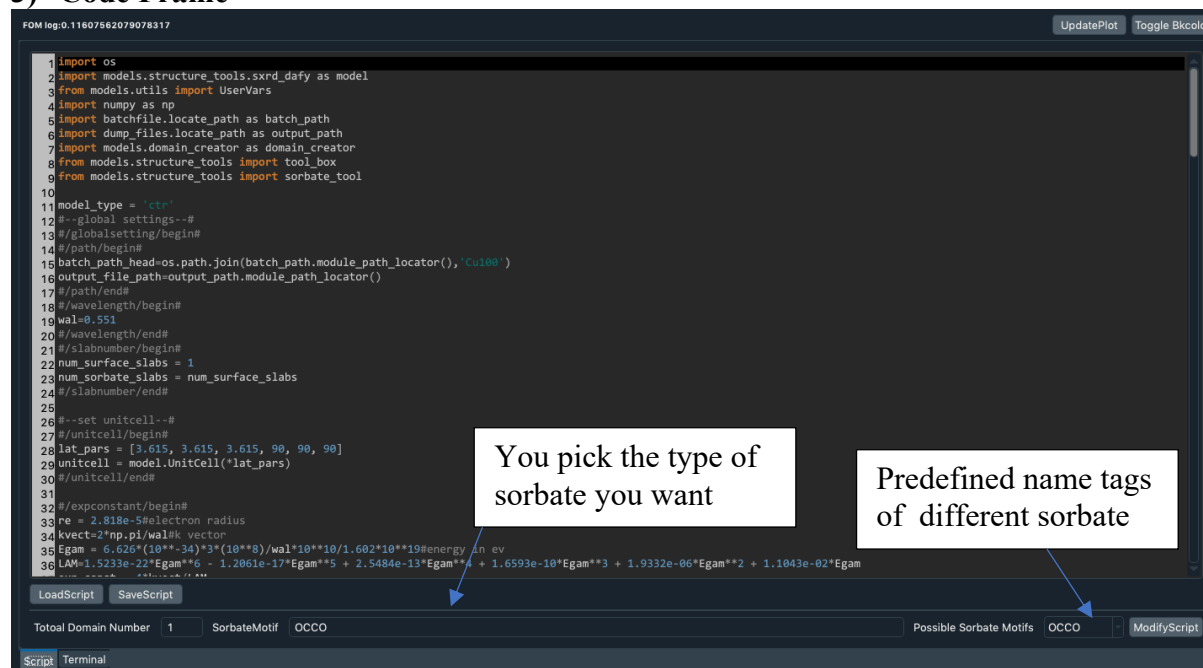 3) Code Frame
FOM log:0.11607562079078317
UpdatePlot Toggle Bkcolo
1 import os
2 import models.structure_tools.sxrd_dafy as model
3 from models.utils import UserVars
4 import numpy as np
5 import batchfile.locate_path as batch_path
6 import dump_files.locate_path as output_path
7 import models.domain_creator as domain_creator
8 from models.structure_tools import tool_box
9 from models.structure_tools import sorbate_tool
10
11 model_type = 'ctr'
12 #--global settings--#
13 #/globalsetting/begin#
14 #/path/begin#
15 batch_path_head=os.path.join(batch_path.module_path_locator(),'Cu100')
16 output_file_path=output_path.module_path_locator()
17 #/path/end#
18 #/wavelength/begin#
19 wal=0.551
20 #/wavelength/end#
21 #/slabnumber/begin#
22 num_surface_slabs = 1
23 num_sorbate_slabs = num_surface_slabs
24 #/slabnumber/end#
25
26 #--set unitcell--#
27 #/unitcell/begin#
28 lat_pars = [3.615, 3.615, 3.615, 90, 90, 90]
29 unitcell = model.UnitCell(*lat_pars)
30 #/unitcell/end#
31
32 #/expconstant/begin#
33 re = 2.818e-5#electron radius
34 kvect=2*np.pi/wal#k vector
35 Egam = 6.626*(10**-34)*3*(10**8)/wal*10**10/1.602*10**19#energy in ev
36 LAM=1.5233e-22*Egam**6 - 1.2061e-17*Egam**5 + 2.5484e-13*Egam**4 + 1.6593e-10*Egam**3 + 1.9332e-06*Egam**2 + 1.1043e-02*Egam
You pick the type of
sorbate you want
Predefined name tags
of different sorbate
LoadScript SaveScript
Totoal Domain Number 1 SorbateMotif OCCO Possible Sorbate Motifs OCCO ModifyScript
Script Terminal